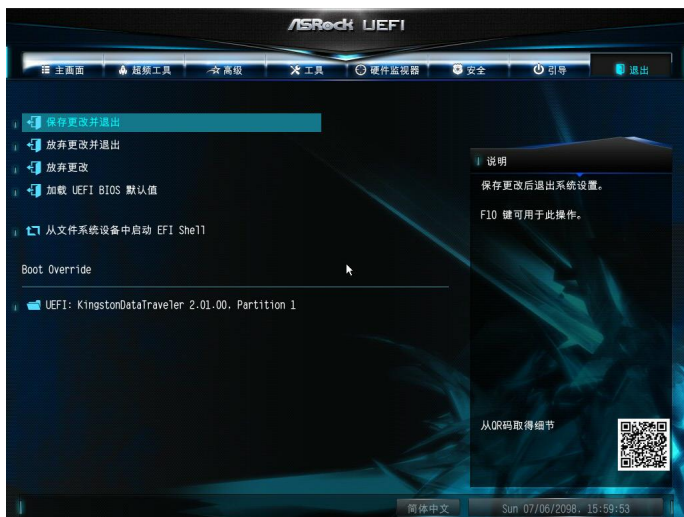 ASRock UEFI
主画面 超频工具 高级 工具 硬件监视器 安全 引导 退出
保存更改并退出
放弃更改并退出
放弃更改
加载 UEFI BIOS 默认值
从文件系统设备中启动 EFI Shell
Boot Override
UEFI: KingstonDataTraveler 2.01.00, Partition 1
说明
保存更改后退出系统设置。
F10 键可用于此操作。
从QR码取得细节
简体中文
Sun 07/06/2098, 15:59:53